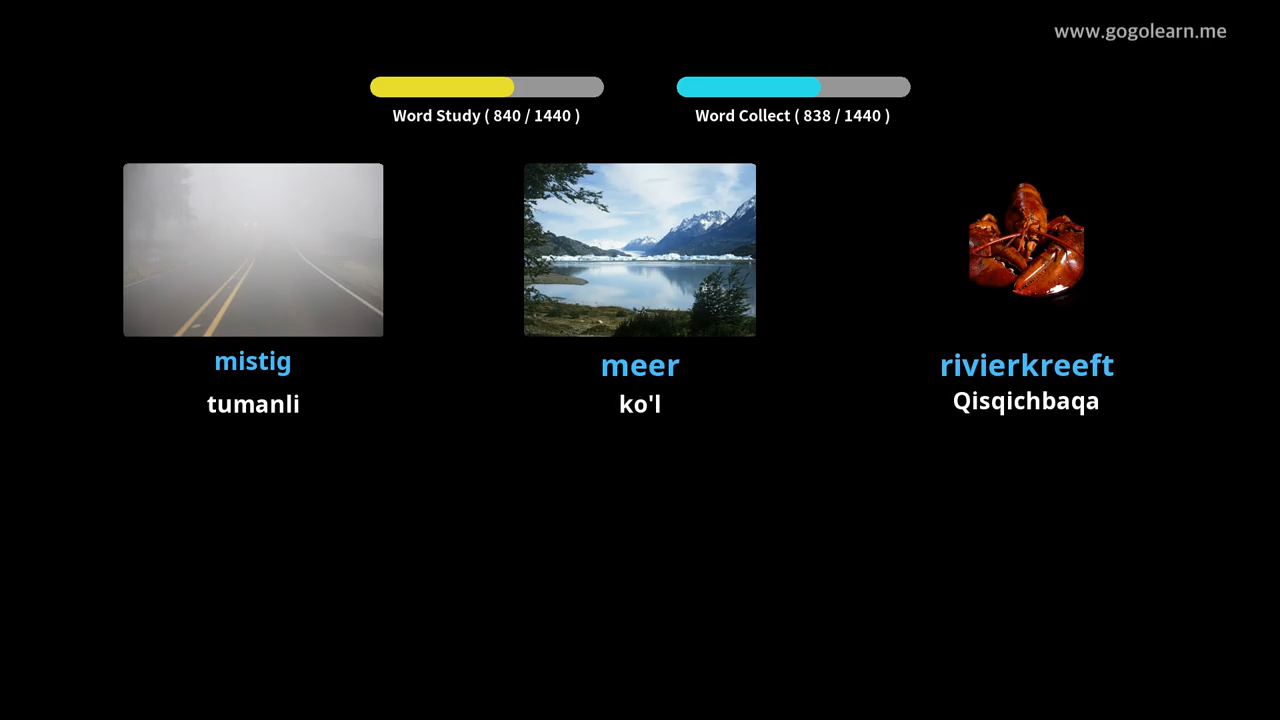 www.gogolearn.me
Word Study ( 840 / 1440 )
Word Collect ( 838 / 1440 )
mistig
meer
rivierkreeft
tumanli
ko'l
Qisqichbaqa